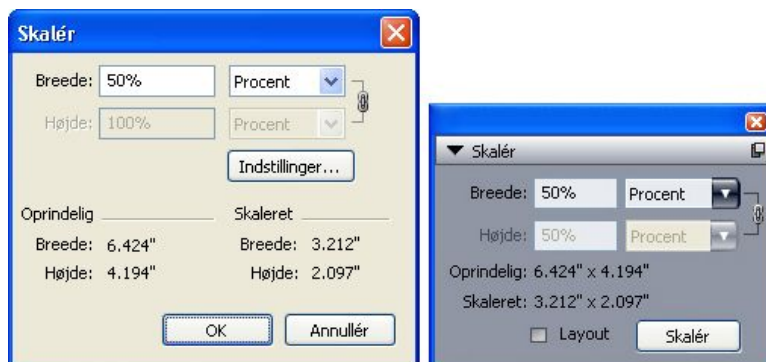 Skalér
Breede: 50% Procent
Højde: 100% Procent
Indstillinger...
Oprindelig Skaleret
Breede: 6.424" Breede: 3.212"
Højde: 4.194" Højde: 2.097"
OK Annullér
Skalér
Breede: 50% Procent
Højde: 50% Procent
Oprindelig: 6.424" x 4.194"
Skaleret: 3.212" x 2.097"
Layout Skalér